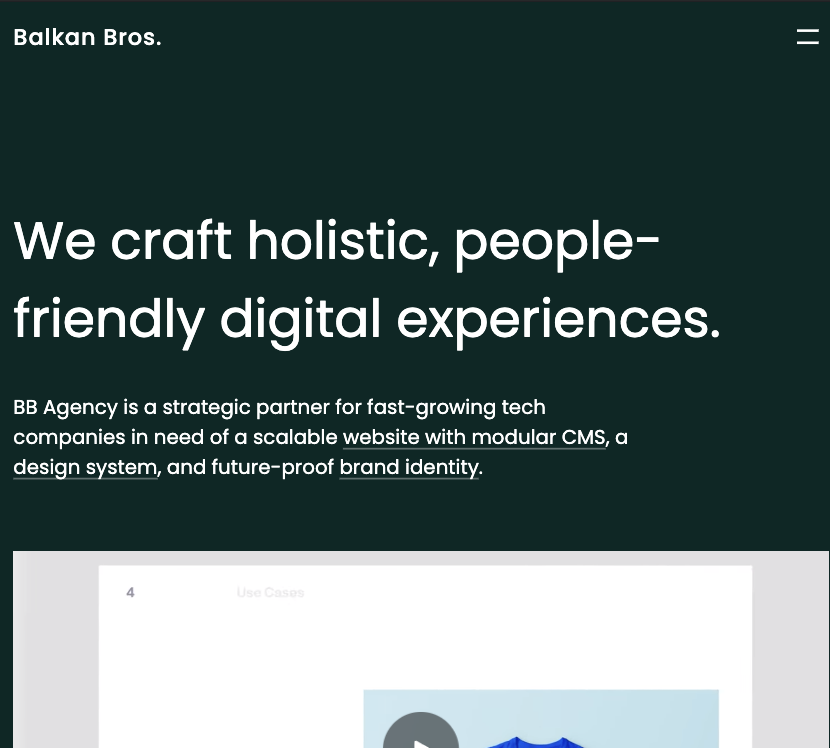 Balkan Bros.
We craft holistic, people-
friendly digital experiences.
BB Agency is a strategic partner for fast-growing tech
companies in need of a scalable website with modular CMS, a
design system, and future-proof brand identity.
4 Use Cases